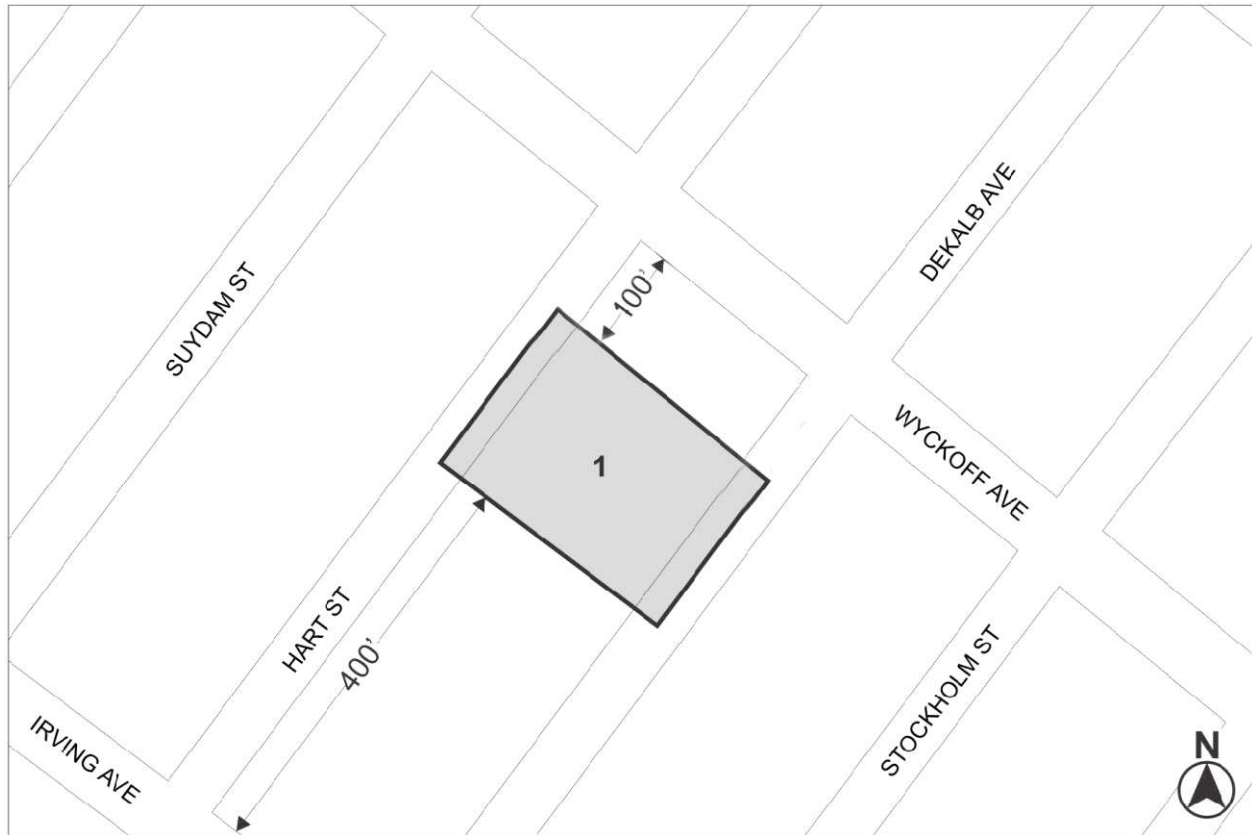 DEKALB AVE
SUYDAM ST
100’
WYCKOFF AVE
1
HART ST
400’
STOCKHOLM ST
IRVING AVE
N